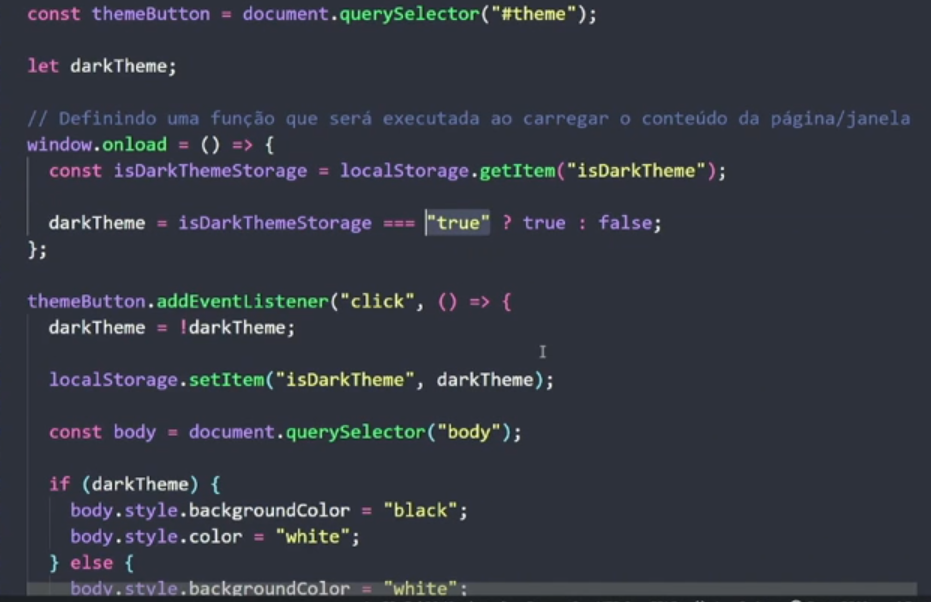 const themeButton = document.querySelector("#theme");
let darkTheme;
// Definindo uma função que será executada ao carregar o conteúdo da página/janela
window.onload = () => {
const isDarkThemeStorage = localStorage.getItem("isDarkTheme");
darkTheme = isDarkThemeStorage === "true" ? true : false;
};
themeButton.addEventListener("click", () => {
darkTheme = !darkTheme;
localStorage.setItem("isDarkTheme", darkTheme);
const body = document.querySelector("body");
if (darkTheme) {
body.style.backgroundColor = "black";
body.style.color = "white";
} else {
body.style.backgroundColor = "white";